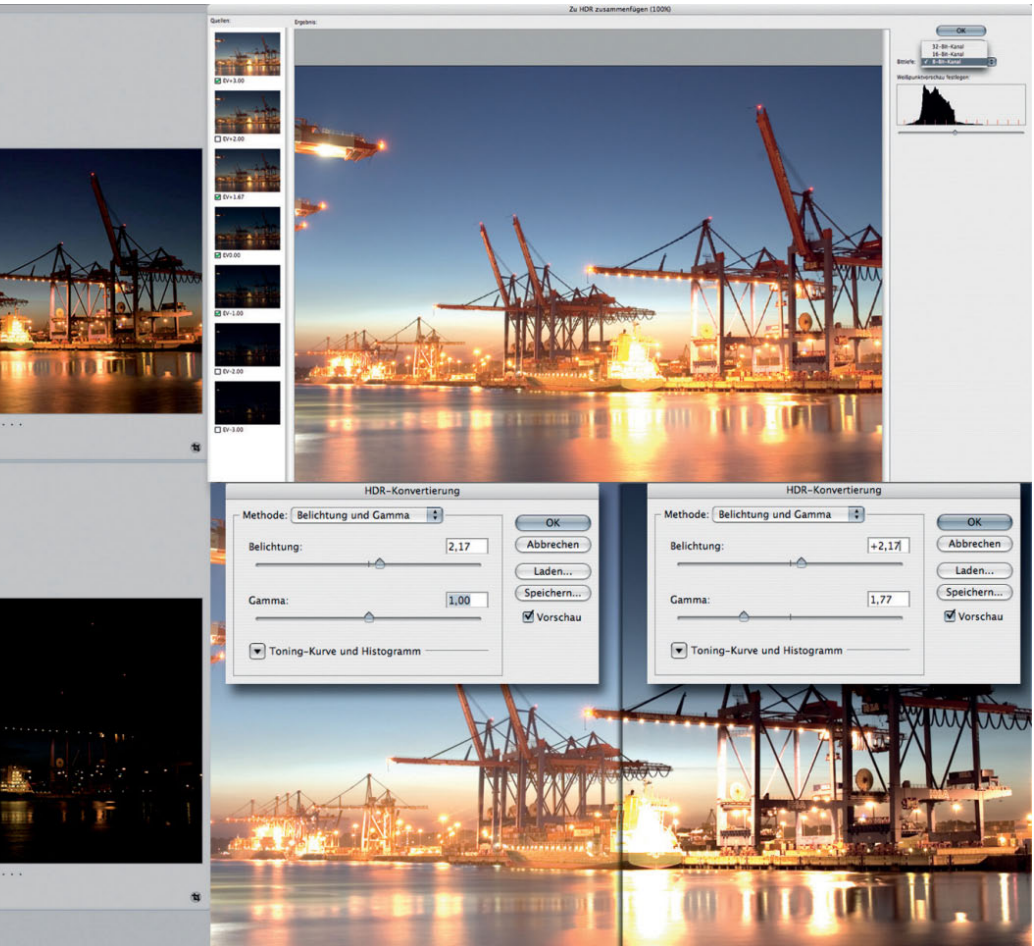 Zu HDR zusammenfügen (100%)
Quellen:
Ergebnis:
OK
32-Bit-Kanal
16-Bit-Kanal
Bittiefe: ✓ 8-Bit-Kanal
Weißpunktvorschau festlegen:
EV+3.00
EV+2.00
EV+1.67
EV0.00
EV-1.00
EV-2.00
EV-3.00
HDR-Konvertierung
Methode: Belichtung und Gamma
OK
Belichtung: 2,17
Abbrechen
Laden...
Gamma: 1,00
Speichern...
Vorschau
Toning-Kurve und Histogramm
HDR-Konvertierung
Methode: Belichtung und Gamma
OK
Belichtung: +2,17
Abbrechen
Laden...
Gamma: 1,77
Speichern...
Vorschau
Toning-Kurve und Histogramm